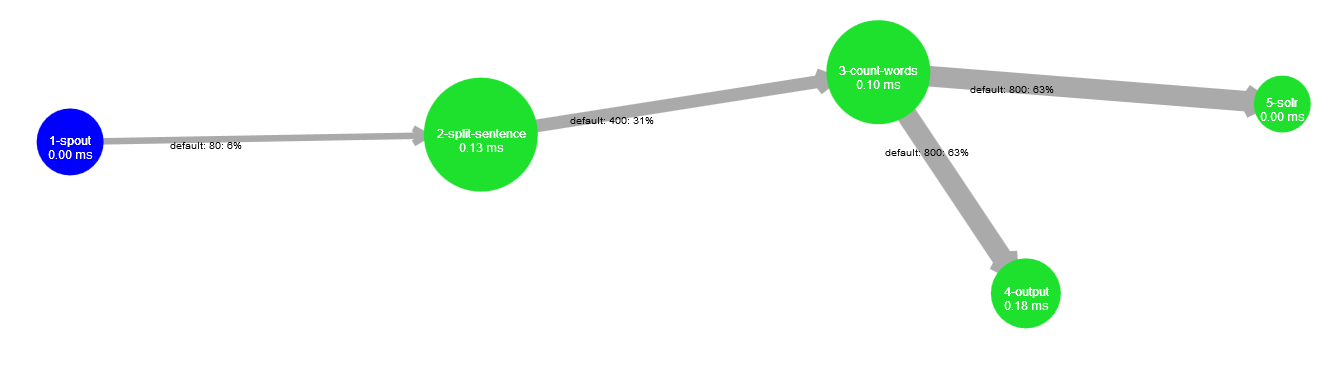 1-spout
0.00 ms
default: 80: 6%
2-split-sentence
0.13 ms
default: 400: 31%
3-count-words
0.10 ms
default: 800: 63%
5-solr
0.00 ms
default: 800: 63%
4-output
0.18 ms